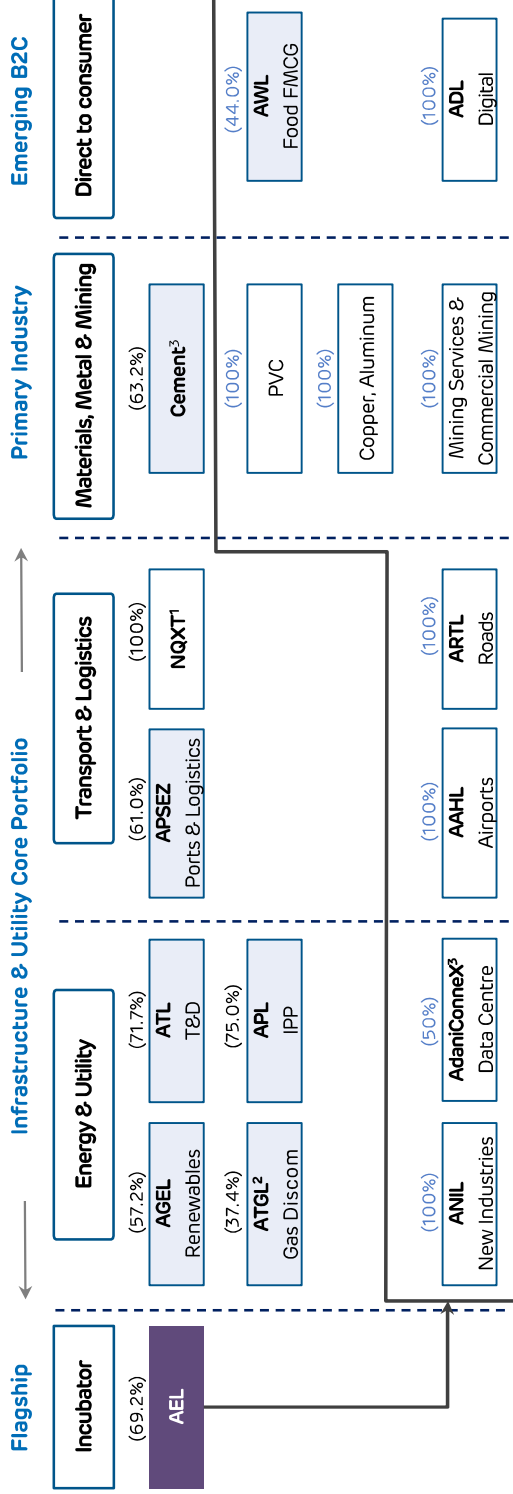 Flagship
Infrastructure & Utility Core Portfolio
Primary Industry
Emerging B2C
Incubator
Energy & Utility
Transport & Logistics
Materials, Metal & Mining
Direct to consumer
(69.2%)
AEL
(57.2%)
AGEL
Renewables
(71.7%)
ATL
T&D
(61.0%)
APSEZ
Ports & Logistics
(100%)
NQXT¹
(63.2%)
Cement³
(37.4%)
ATGL²
Gas Discom
(75.0%)
APL
IPP
(100%)
PVC
(44.0%)
AWL
Food FMCG
(100%)
Copper, Aluminum
(100%)
ANIL
New Industries
(50%)
AdaniConneX³
Data Centre
(100%)
AAHL
Airports
(100%)
ARTL
Roads
(100%)
Mining Services &
Commercial Mining
(100%)
ADL
Digital